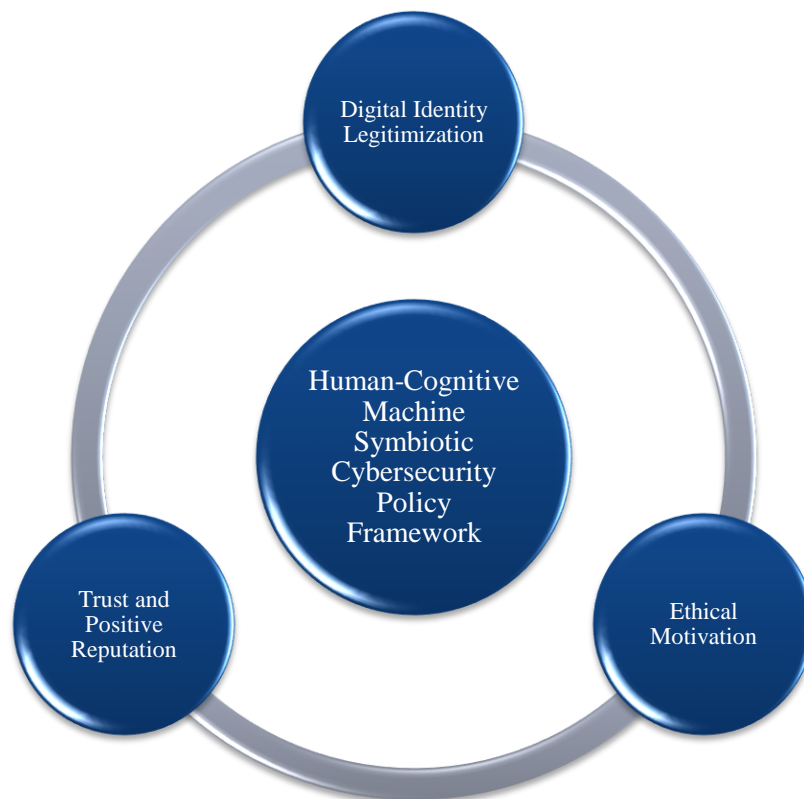 Digital Identity
Legitimization
Human-Cognitive
Machine
Symbiotic
Cybersecurity
Policy
Framework
Trust and
Positive
Reputation
Ethical
Motivation